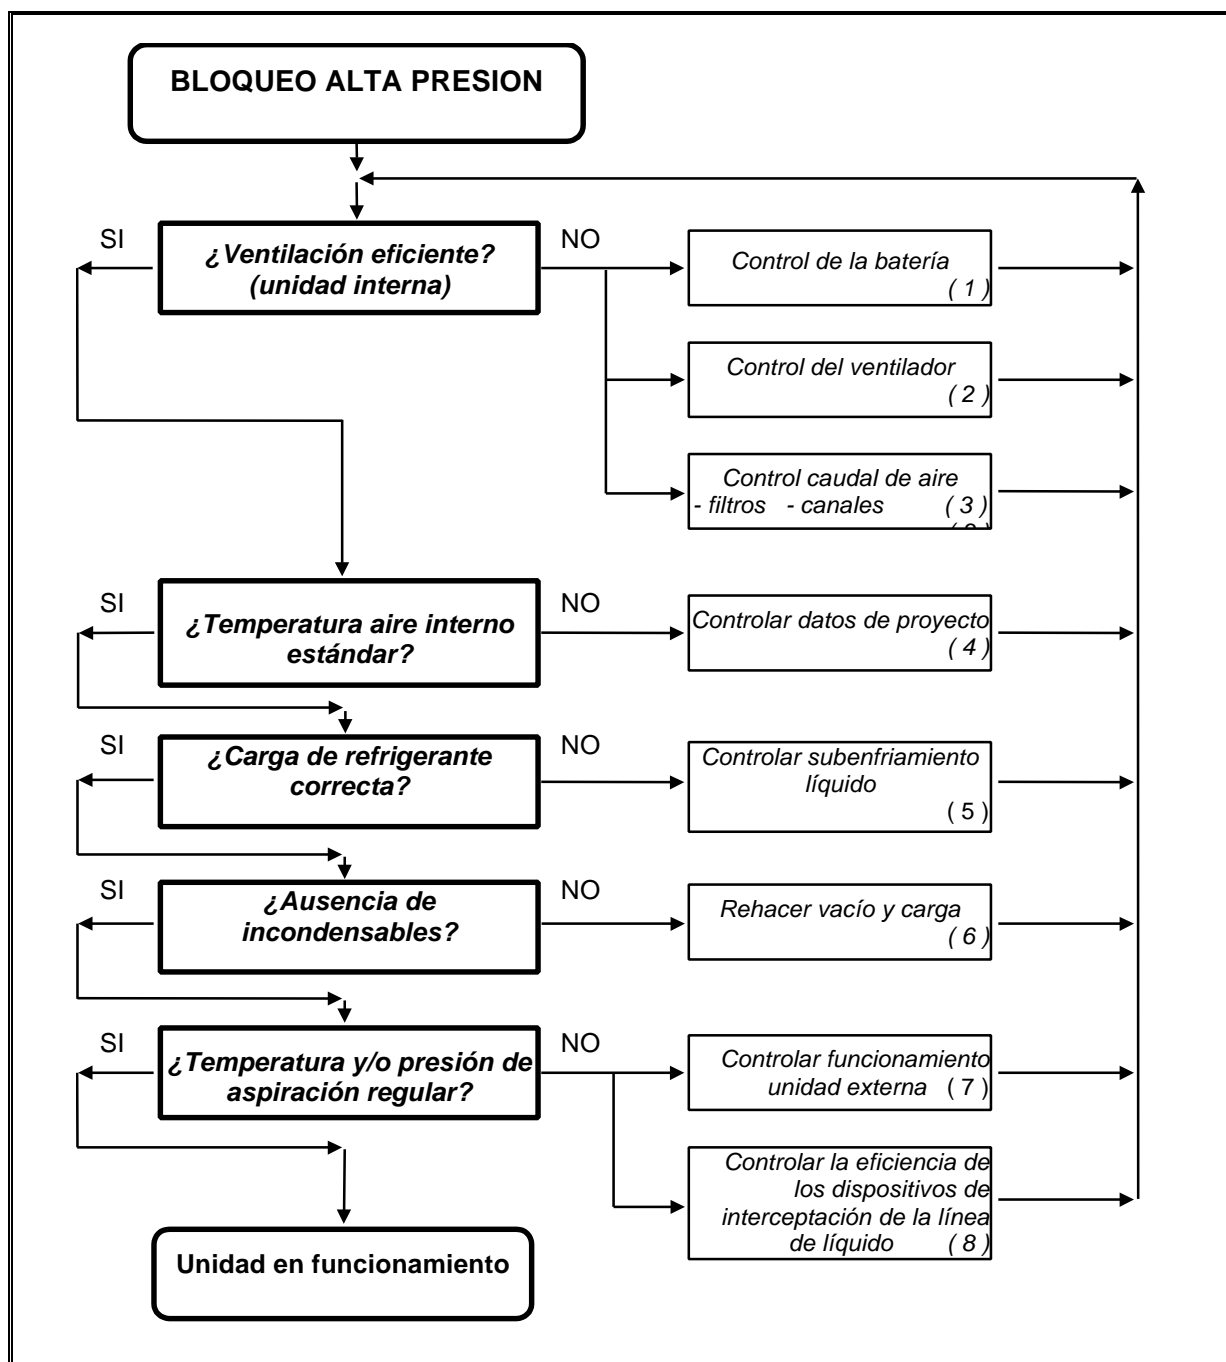 BLOQUEO ALTA PRESION
SI
¿Ventilación eficiente?
(unidad interna)
NO
Control de la batería
( 1 )
Control del ventilador
( 2 )
Control caudal de aire
- filtros - canales ( 3 )
SI
¿Temperatura aire interno
estándar?
NO
Controlar datos de proyecto
( 4 )
SI
¿Carga de refrigerante
correcta?
NO
Controlar subenfriamiento
líquido
( 5 )
SI
¿Ausencia de
incondensables?
NO
Rehacer vacío y carga
( 6 )
SI
¿Temperatura y/o presión de
aspiración regular?
NO
Controlar funcionamiento
unidad externa ( 7 )
Controlar la eficiencia de
los dispositivos de
interceptación de la línea
de líquido ( 8 )
Unidad en funcionamiento